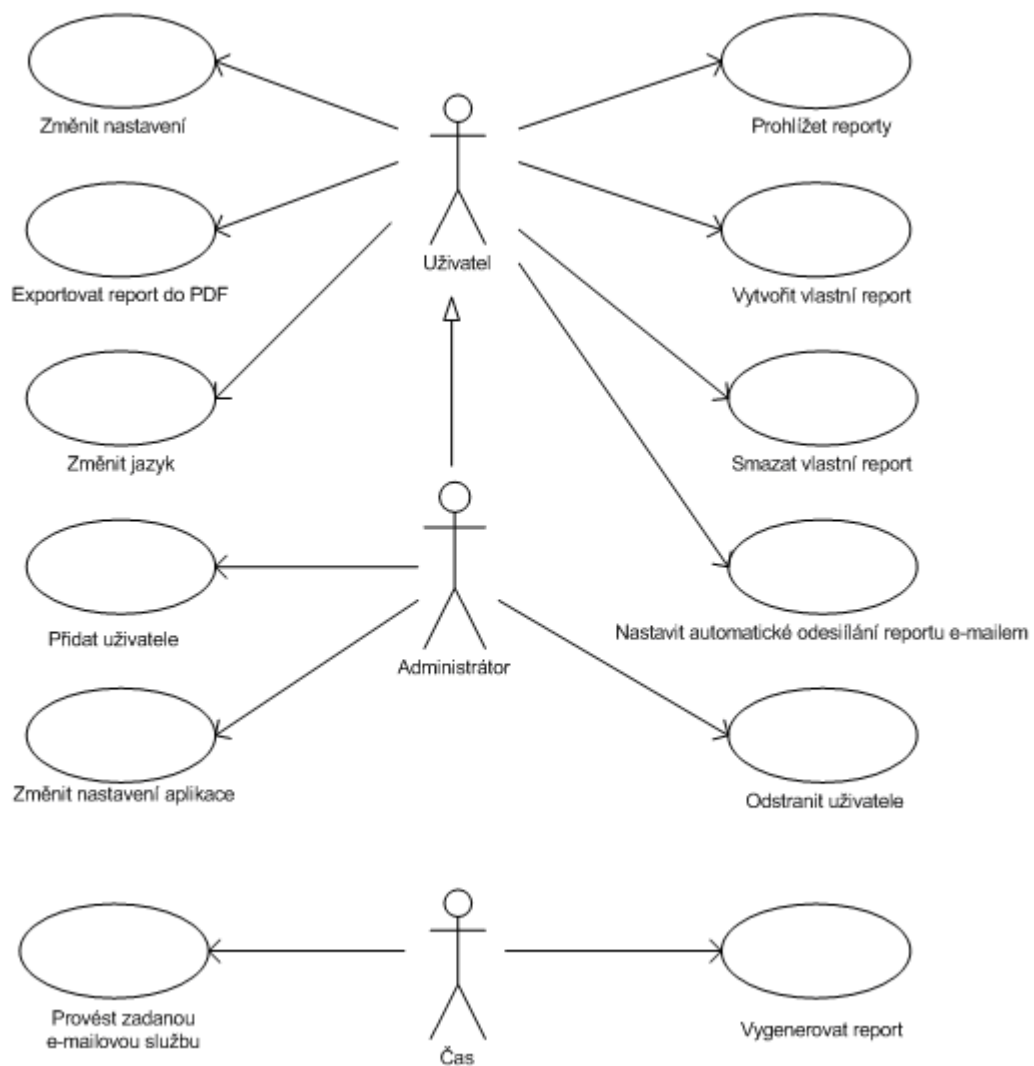 Změnit nastavení
Prohlížet reporty
Uživatel
Exportovat report do PDF
Vytvořit vlastní report
Změnit jazyk
Smazat vlastní report
Přidat uživatele
Nastavit automatické odesiílání reportu e-mailem
Administrátor
Změnit nastavení aplikace
Odstranit uživatele
Provést zadanou
e-mailovou službu
Vygenerovat report
Čas